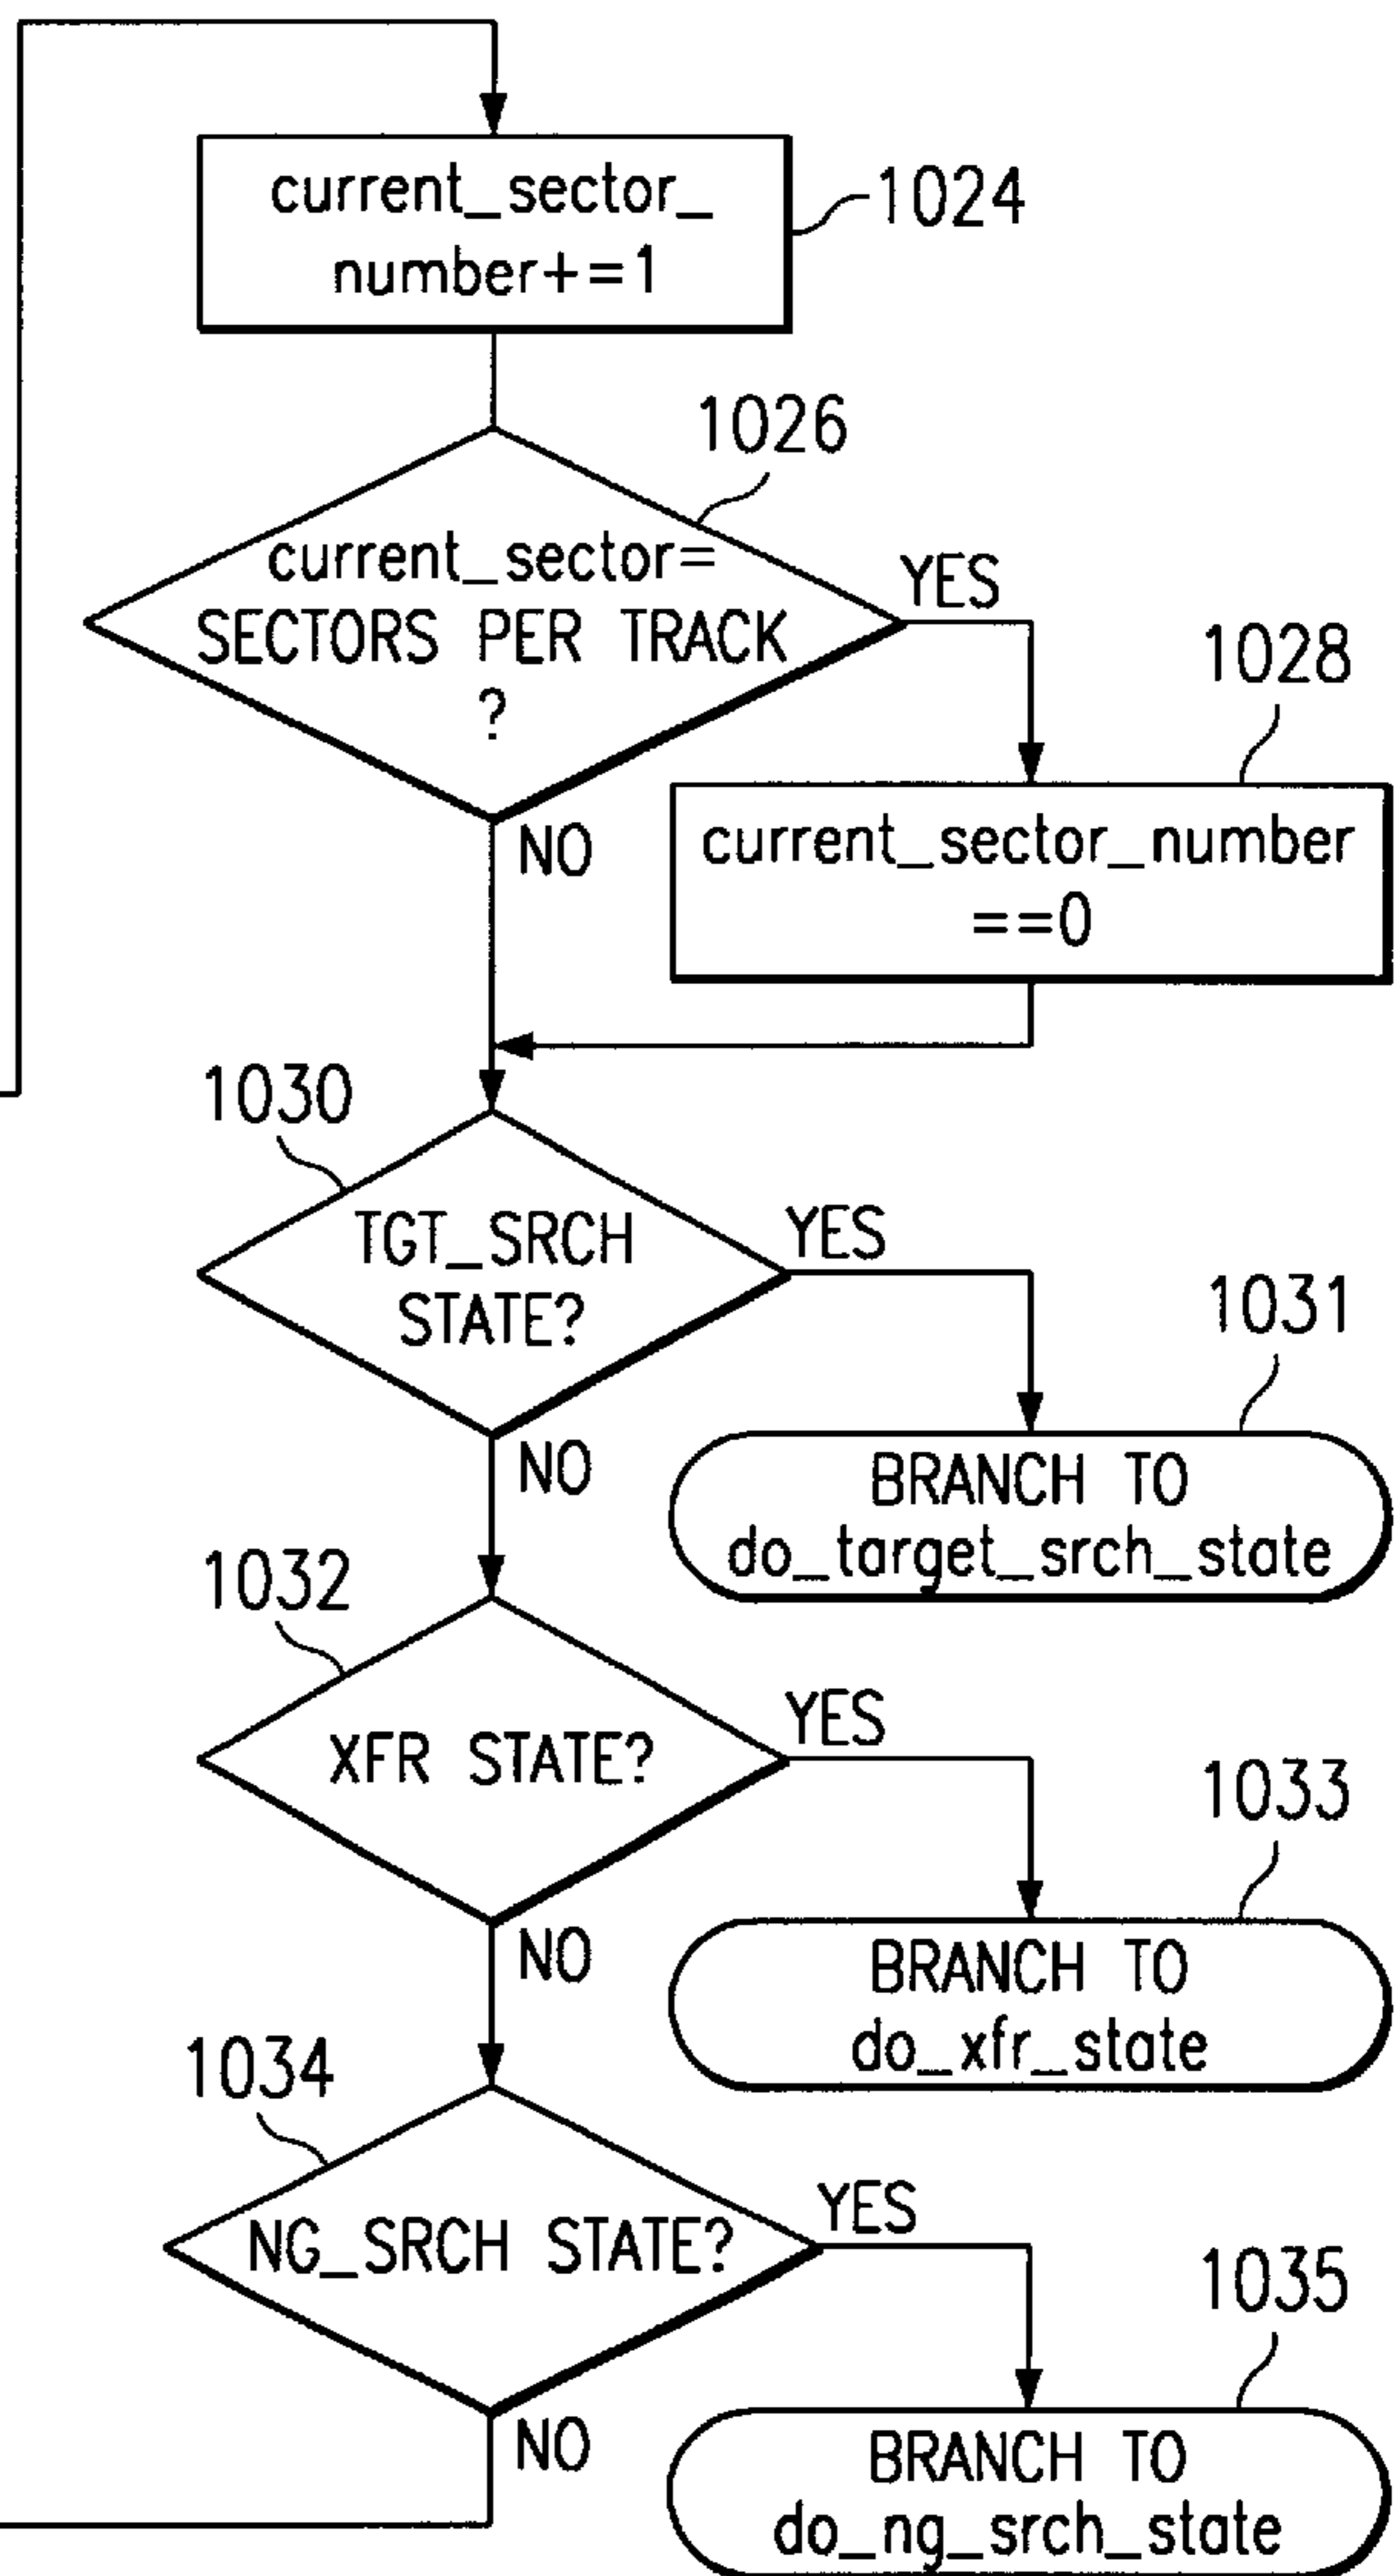 current_sector_
number+=1
1024
1026
current_sector=
SECTORS PER TRACK
?
YES
NO
1028
current_sector_number
==0
1030
TGT_SRCH
STATE?
YES
NO
1031
BRANCH TO
do_target_srch_state
1032
XFR STATE?
YES
NO
1033
BRANCH TO
do_xfr_state
1034
NG_SRCH STATE?
YES
NO
1035
BRANCH TO
do_ng_srch_state